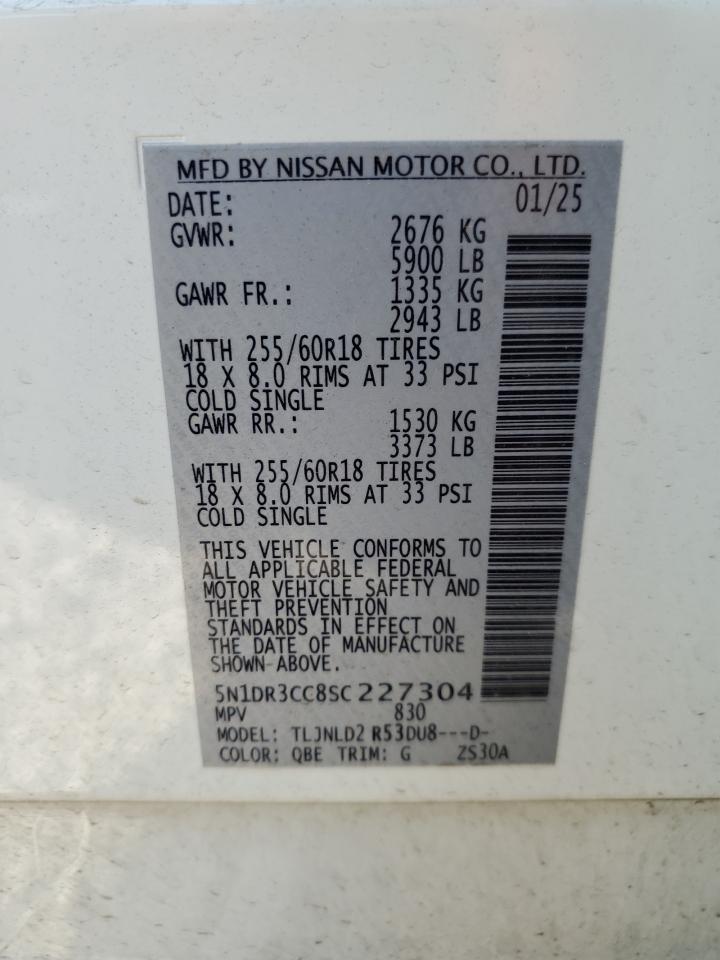 MFD BY NISSAN MOTOR CO., LTD.
DATE: 01/25
GVWR: 2676 KG
5900 LB
GAWR FR.: 1335 KG
2943 LB
WITH 255/60R18 TIRES
18 X 8.0 RIMS AT 33 PSI
COLD SINGLE
GAWR RR.: 1530 KG
3373 LB
WITH 255/60R18 TIRES
18 X 8.0 RIMS AT 33 PSI
COLD SINGLE
THIS VEHICLE CONFORMS TO
ALL APPLICABLE FEDERAL
MOTOR VEHICLE SAFETY AND
THEFT PREVENTION
STANDARDS IN EFFECT ON
THE DATE OF MANUFACTURE
SHOWN ABOVE.
5N1DR3CC8SC227304
MPV 830
MODEL: TLJNLD2 R53DU8---D-
COLOR: QBE TRIM: G ZS30A